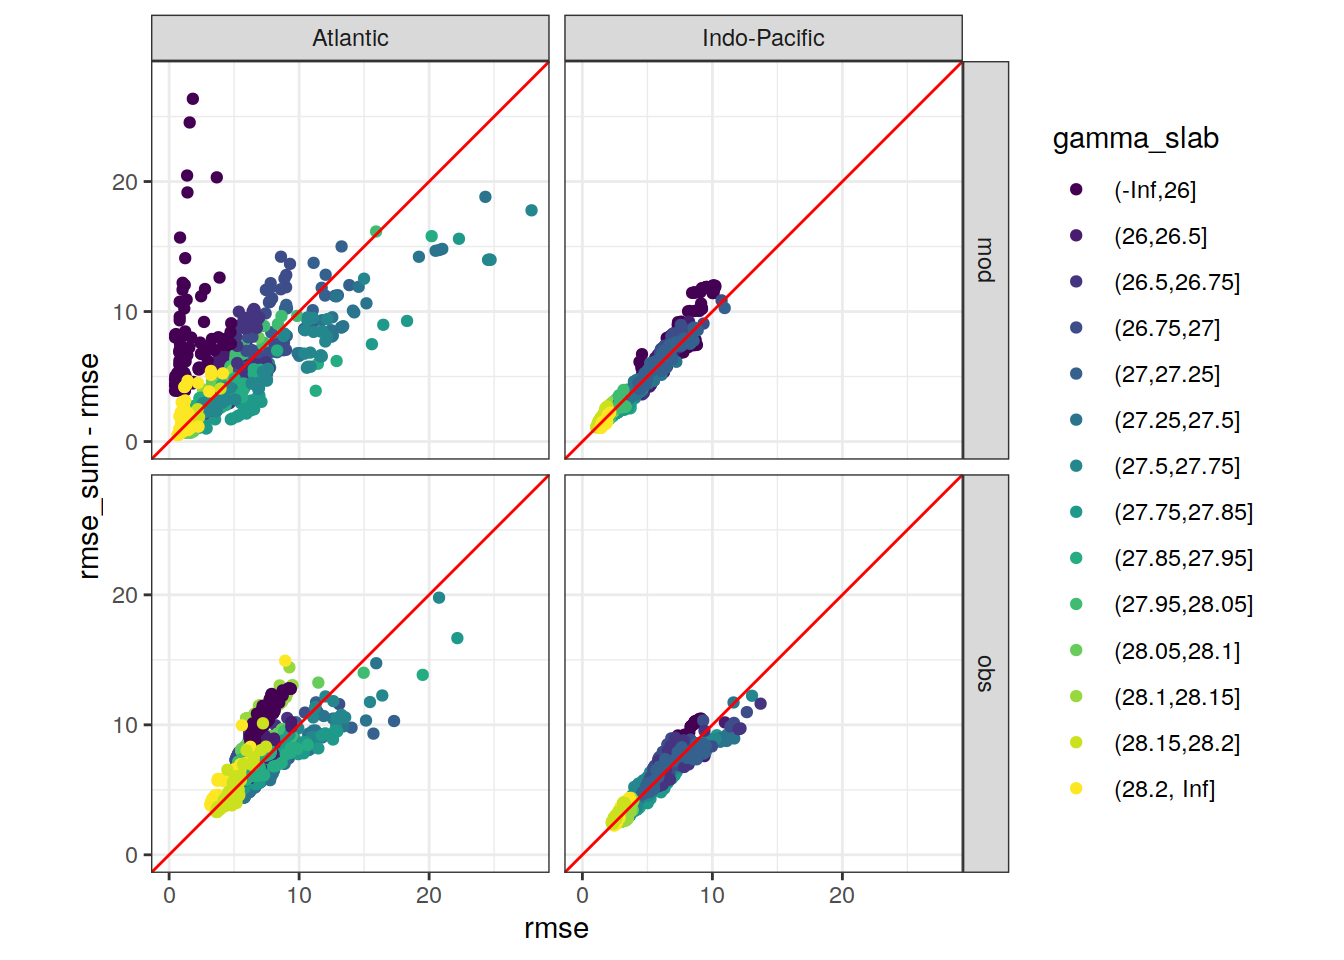 Atlantic
Indo-Pacific
20
10
0
mod
20
10
0
obs
0
10
20
0
10
20
rmse
rmse_sum - rmse
gamma_slab
(-Inf,26]
(26,26.5]
(26.5,26.75]
(26.75,27]
(27,27.25]
(27.25,27.5]
(27.5,27.75]
(27.75,27.85]
(27.85,27.95]
(27.95,28.05]
(28.05,28.1]
(28.1,28.15]
(28.15,28.2]
(28.2, Inf]